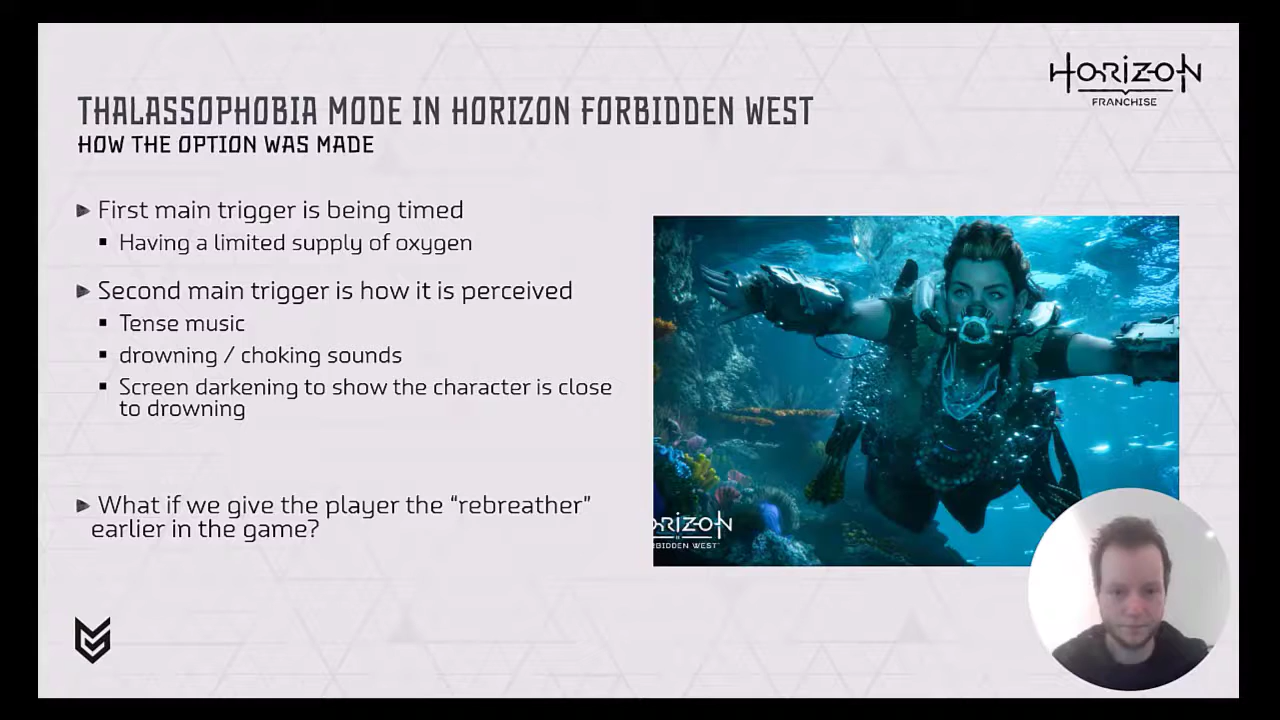 HORIZON
FRANCHISE
THALASSOPHOBIA MODE IN HORIZON FORBIDDEN WEST
HOW THE OPTION WAS MADE
First main trigger is being timed
Having a limited supply of oxygen
Second main trigger is how it is perceived
Tense music
drowning / choking sounds
Screen darkening to show the character is close
to drowning
What if we give the player the “rebreather”
earlier in the game?
ORIZON
RBIDDEN WEST